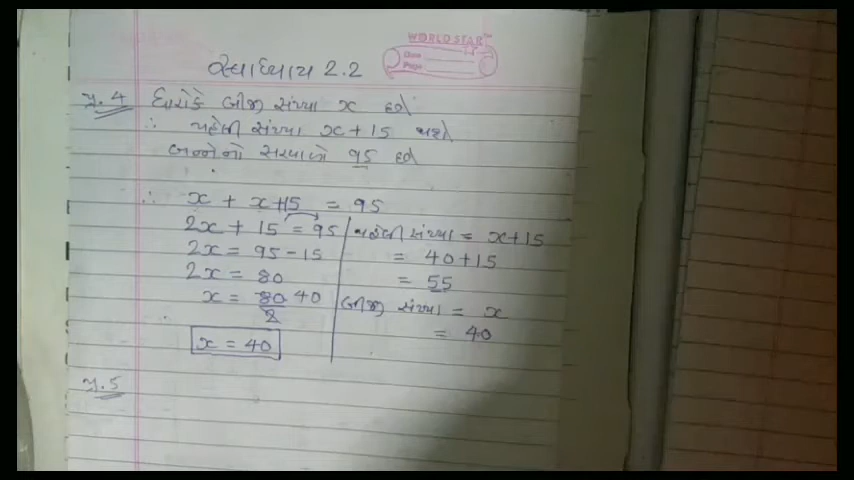 WORLD STAR
Date
Page
સ્વાધ્યાય 2.2
પ્ર.4 ધારોકે બીજી સંખ્યા x છે
∴ પહેલી સંખ્યા x+15 થશે
બન્નેનો સરવાળો 95 છે
∴ x + x+15 = 95
2x + 15 = 95
2x = 95 - 15
2x = 80
x = 80/2 40
x = 40
પહેલી સંખ્યા = x+15
= 40+15
= 55
બીજી સંખ્યા = x
= 40
પ્ર.5